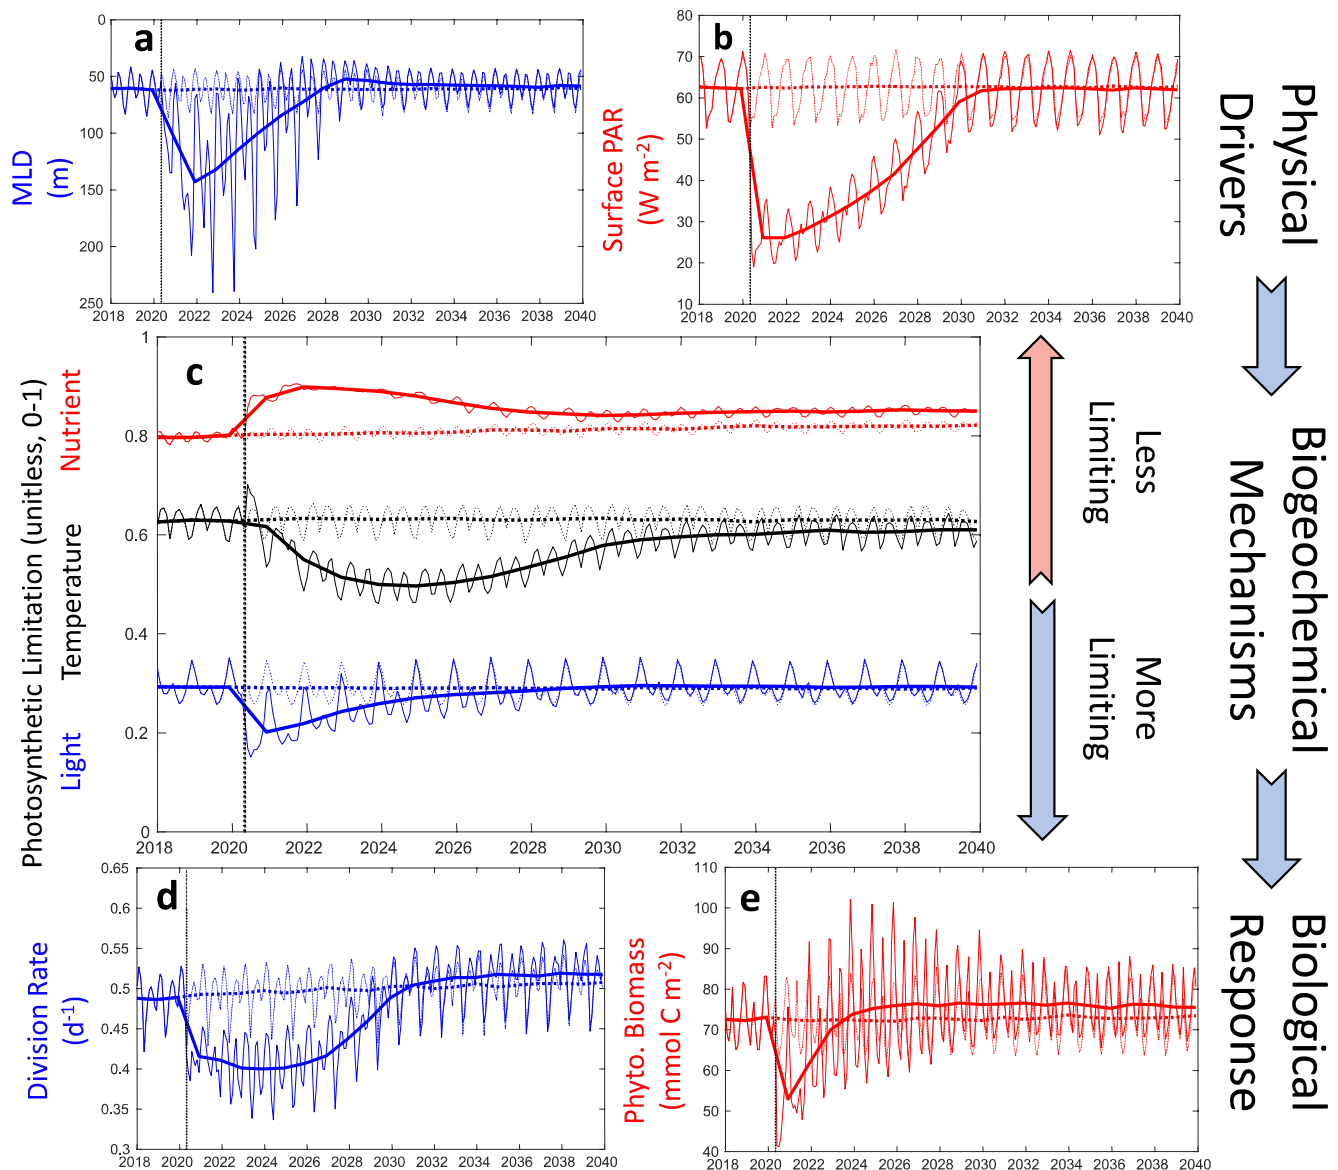 a
0
50
100
150
200
250
MLD
(m)
2018 2020 2022 2024 2026 2028 2030 2032 2034 2036 2038 2040
b
80
70
60
50
40
30
20
10
Surface PAR
(W m-2)
2018 2020 2022 2024 2026 2028 2030 2032 2034 2036 2038 2040
Physical
Drivers
c
1
0.8
0.6
0.4
0.2
0
Photosynthetic Limitation (unitless, 0-1)
Light Temperature Nutrient
2018 2020 2022 2024 2026 2028 2030 2032 2034 2036 2038 2040
Less
Limiting
More
Limiting
Biogeochemical
Mechanisms
d
0.65
0.6
0.55
0.5
0.45
0.4
0.35
0.3
Division Rate
(d-1)
2018 2020 2022 2024 2026 2028 2030 2032 2034 2036 2038 2040
e
110
100
90
80
70
60
50
40
Phyto. Biomass
(mmol C m-2)
2018 2020 2022 2024 2026 2028 2030 2032 2034 2036 2038 2040
Biological
Response